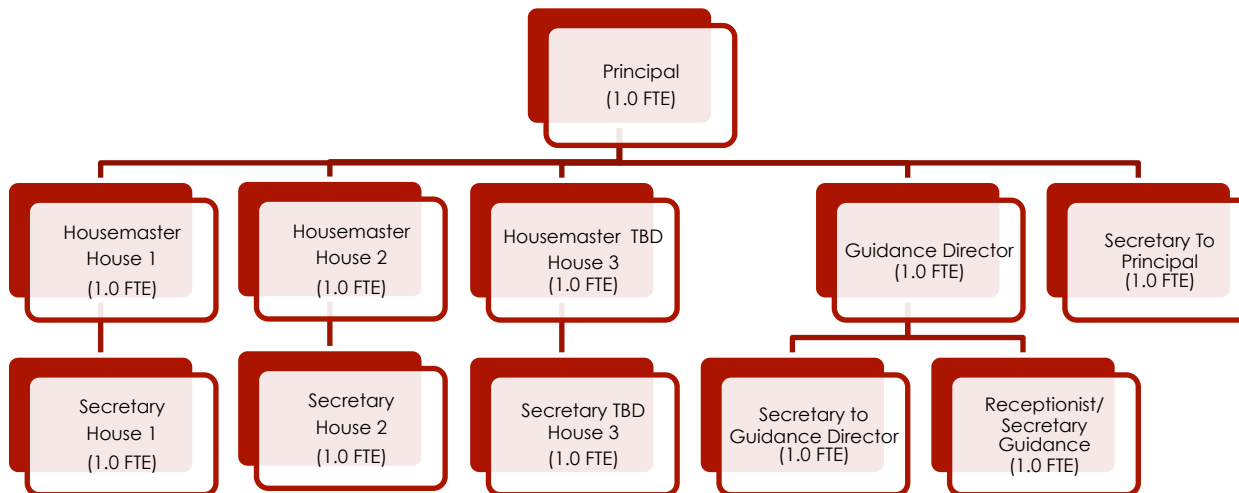 Principal
(1.0 FTE)
Housemaster
House 1
(1.0 FTE)
Housemaster
House 2
(1.0 FTE)
Housemaster TBD
House 3
(1.0 FTE)
Guidance Director
(1.0 FTE)
Secretary To
Principal
(1.0 FTE)
Secretary
House 1
(1.0 FTE)
Secretary
House 2
(1.0 FTE)
Secretary TBD
House 3
(1.0 FTE)
Secretary to
Guidance Director
(1.0 FTE)
Receptionist/
Secretary
Guidance
(1.0 FTE)